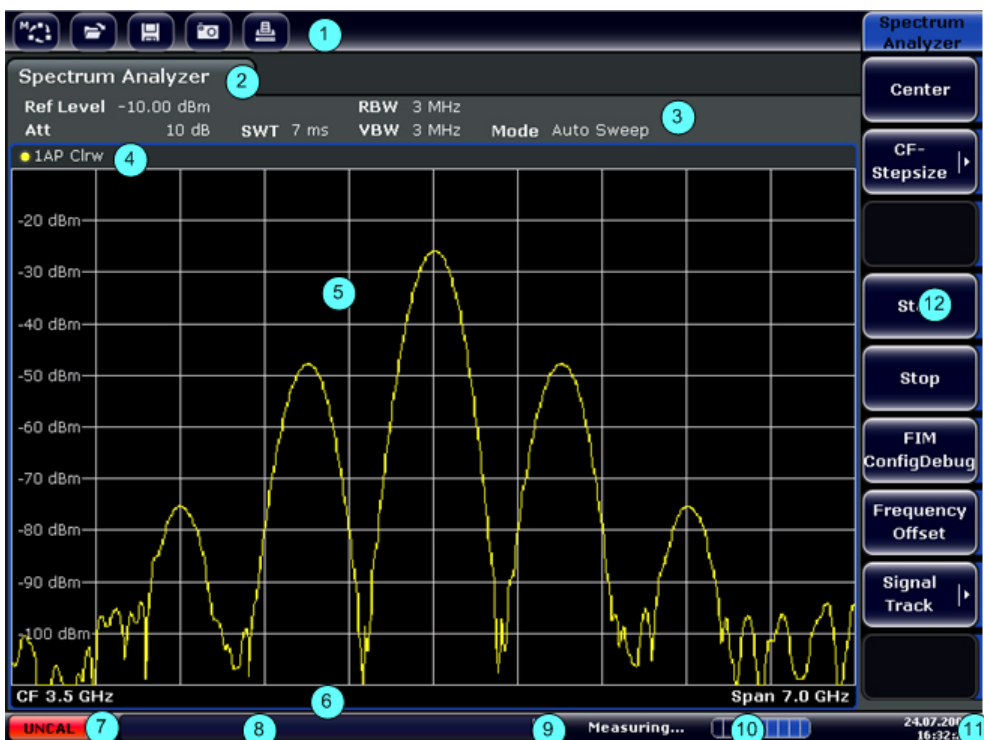 M
1
Spectrum Analyzer
Spectrum Analyzer 2
Ref Level -10.00 dBm RBW 3 MHz 3
Att 10 dB SWT 7 ms VBW 3 MHz Mode Auto Sweep
1AP Clrw 4
-20 dBm
-30 dBm
5
-40 dBm
-50 dBm
-60 dBm
-70 dBm
-80 dBm
-90 dBm
-100 dBm
6
CF 3.5 GHz Span 7.0 GHz
UNCAL 7 8 9 Measuring... 10 11
Center
CF-
Stepsize
12
Stop
FIM
ConfigDebug
Frequency
Offset
Signal
Track